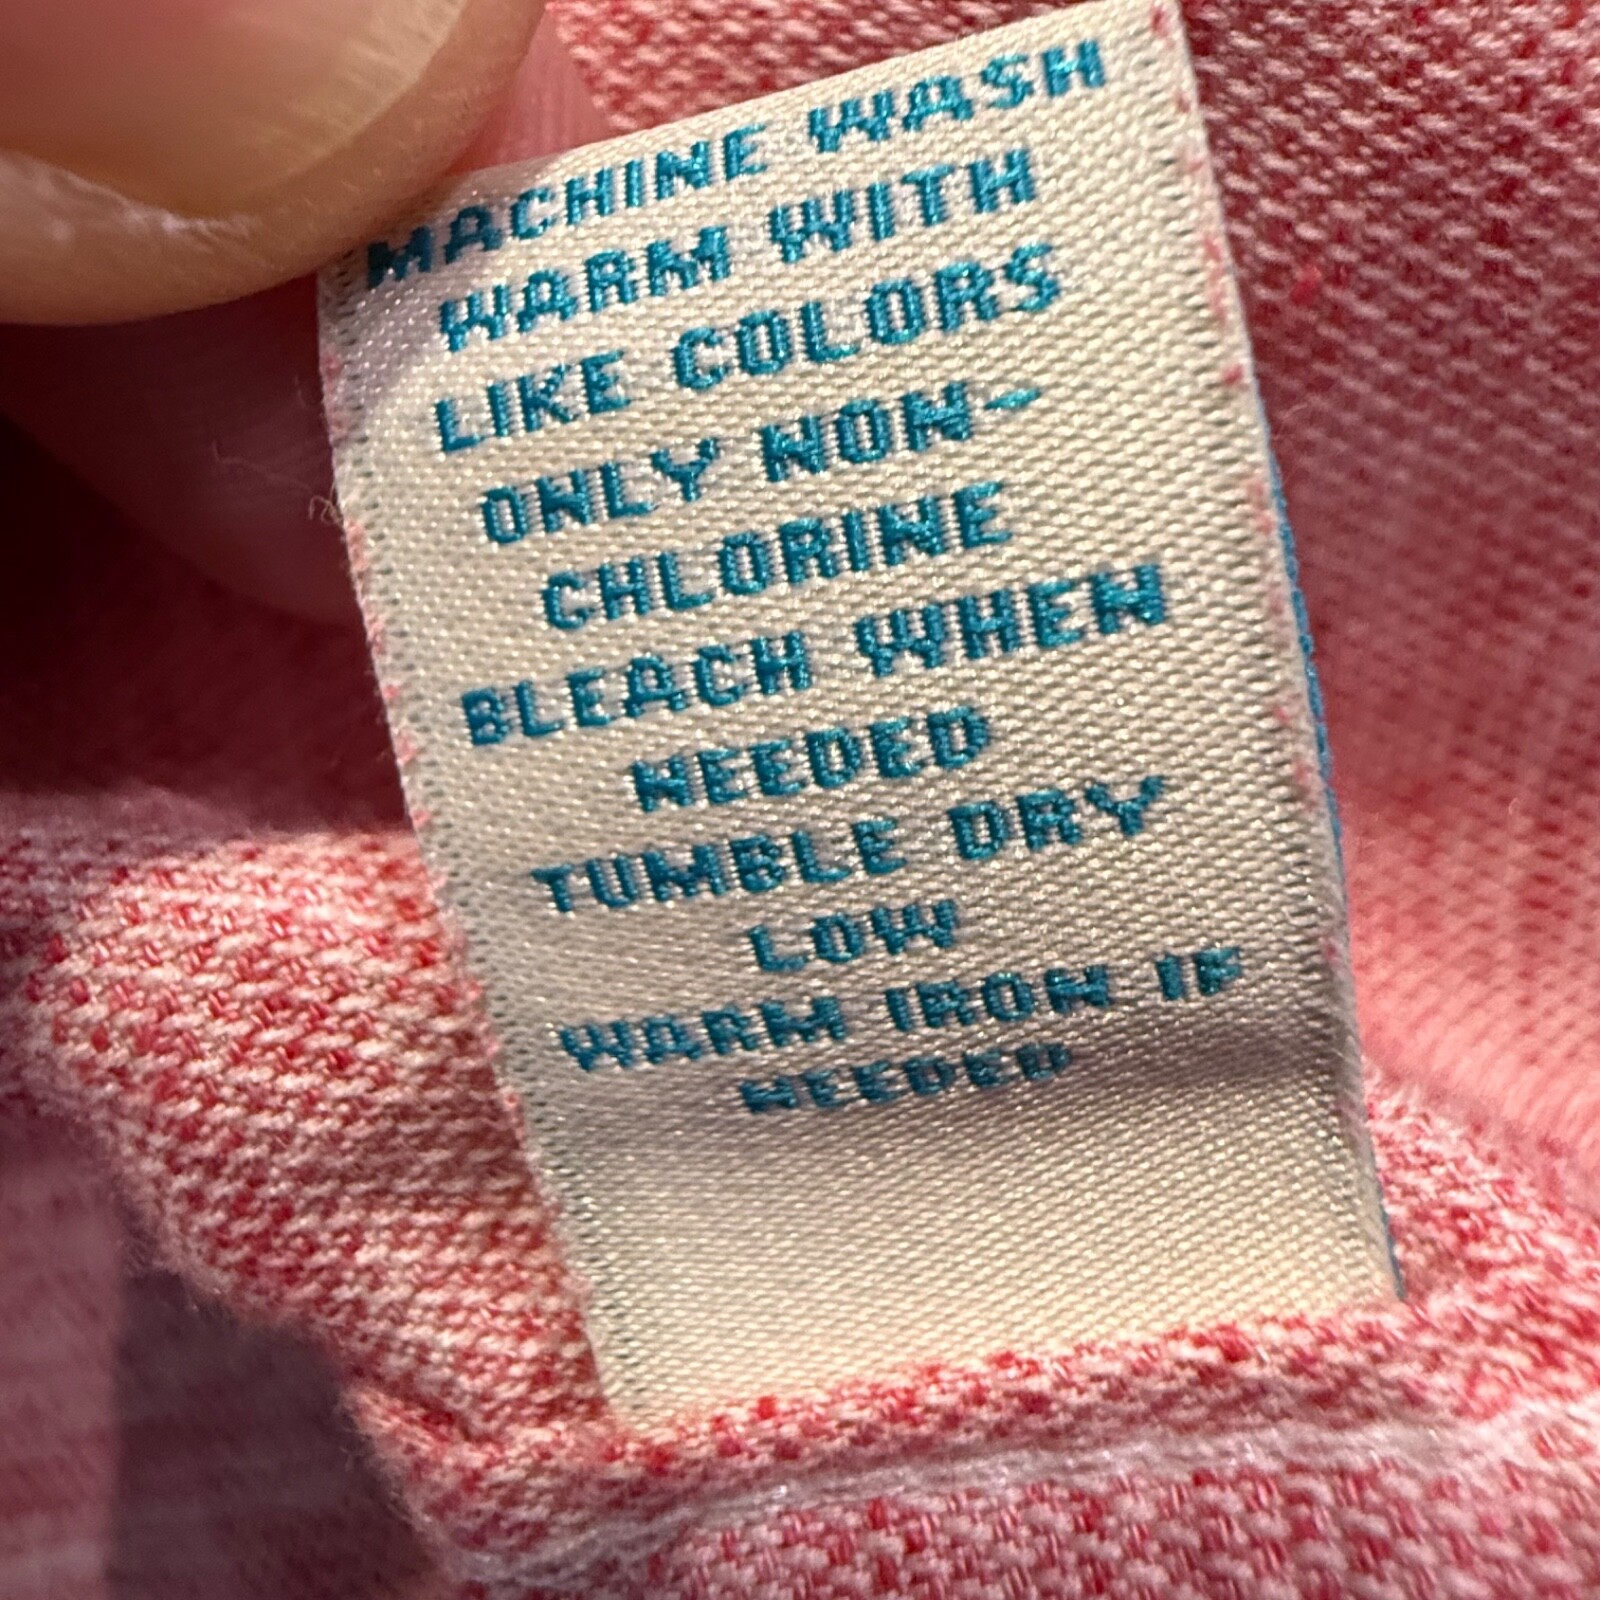 MACHINE WASH
WARM WITH
LIKE COLORS
ONLY NON-
CHLORINE
BLEACH WHEN
NEEDED
TUMBLE DRY
LOW
WARM IRON IF
NEEDED